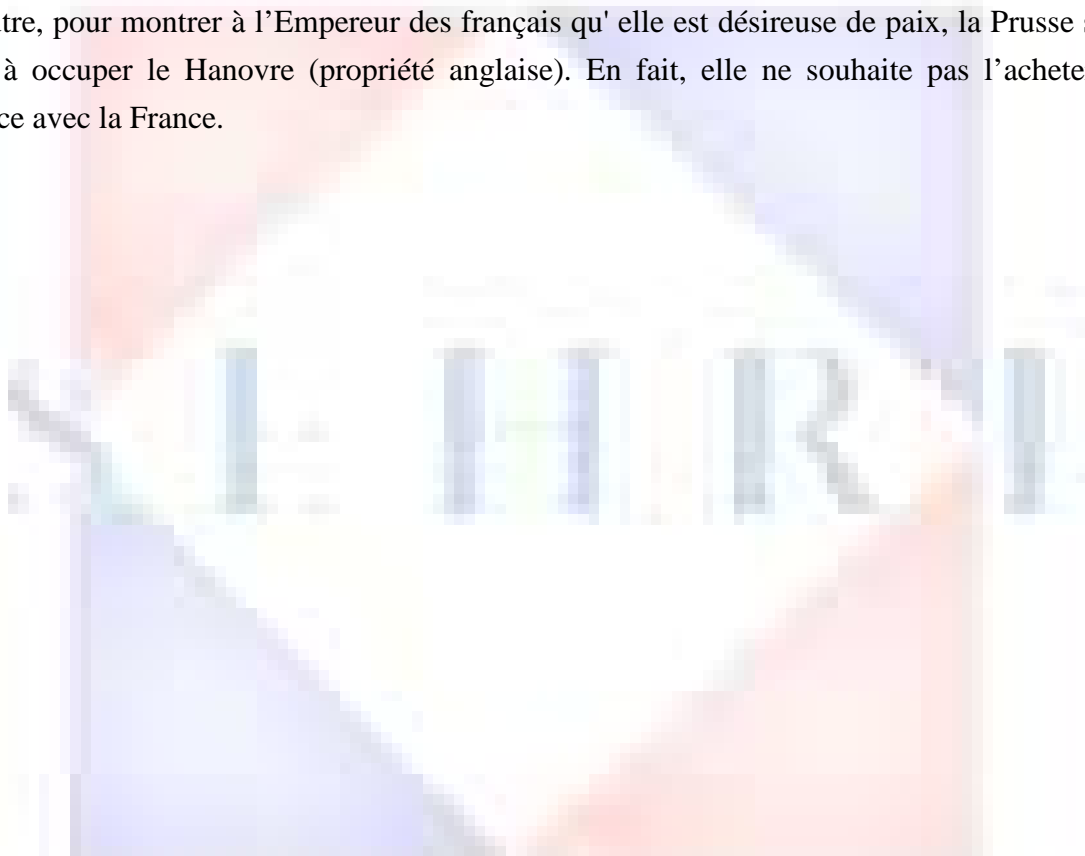 tre, pour montrer à l’Empereur des français qu' elle est désireuse de paix, la Prusse
à occuper le Hanovre (propriété anglaise). En fait, elle ne souhaite pas l’achete
ce avec la France.
I HR